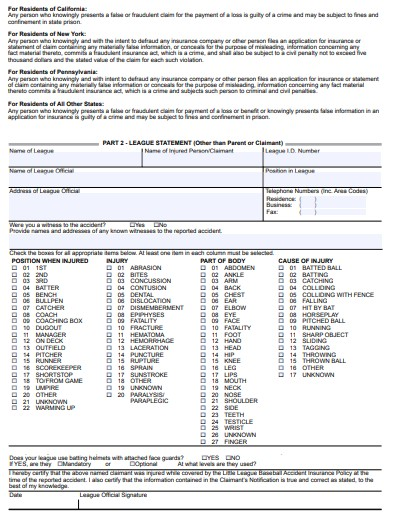 For Residents of California:
Any person who knowingly presents a false or fraudulent claim for the payment of a loss is guilty of a crime and may be subject to fines and
confinement in state prison.
For Residents of New York:
Any person who knowingly and with the intent to defraud any insurance company or other person files an application for insurance or
statement of claim containing any materially false information, or conceals for the purpose of misleading, information concerning any
fact material thereto, commits a fraudulent insurance act, which is a crime, and shall also be subject to a civil penalty not to exceed five
thousand dollars and the stated value of the claim for each such violation.
For Residents of Pennsylvania:
Any person who knowingly and with intent to defraud any insurance company or other person files an application for insurance or statement
of claim containing any materially false information or conceals for the purpose of misleading, information concerning any fact material
thereto commits a fraudulent insurance act, which is a crime and subjects such person to criminal and civil penalties.
For Residents of All Other States:
Any person who knowingly presents a false or fraudulent claim for payment of a loss or benefit or knowingly presents false information in an
application for insurance is guilty of a crime and may be subject to fines and confinement in prison.
PART 2 - LEAGUE STATEMENT (Other than Parent or Claimant)
Name of League Name of Injured Person/Claimant League I.D. Number
Name of League Official Position in League
Address of League Official Telephone Numbers (Inc. Area Codes)
Residence: ( )
Business: ( )
Fax: ( )
Were you a witness to the accident? ☐Yes ☐No
Provide names and addresses of any known witnesses to the reported accident.
Check the boxes for all appropriate items below. At least one item in each column must be selected.
POSITION WHEN INJURED INJURY PART OF BODY CAUSE OF INJURY
☐ 01 1ST ☐ 01 ABRASION ☐ 01 ABDOMEN ☐ 01 BATTED BALL
☐ 02 2ND ☐ 02 BITES ☐ 02 ANKLE ☐ 02 BATTING
☐ 03 3RD ☐ 03 CONCUSSION ☐ 03 ARM ☐ 03 CATCHING
☐ 04 BATTER ☐ 04 CONTUSION ☐ 04 BACK ☐ 04 COLLIDING
☐ 05 BENCH ☐ 05 DENTAL ☐ 05 CHEST ☐ 05 COLLIDING WITH FENCE
☐ 06 BULLPEN ☐ 06 DISLOCATION ☐ 06 EAR ☐ 06 FALLING
☐ 07 CATCHER ☐ 07 DISMEMBERMENT ☐ 07 ELBOW ☐ 07 HIT BY BAT
☐ 08 COACH ☐ 08 EPIPHYSES ☐ 08 EYE ☐ 08 HORSEPLAY
☐ 09 COACHING BOX ☐ 09 FATALITY ☐ 09 FACE ☐ 09 PITCHED BALL
☐ 10 DUGOUT ☐ 10 FRACTURE ☐ 10 FATALITY ☐ 10 RUNNING
☐ 11 MANAGER ☐ 11 HEMATOMA ☐ 11 FOOT ☐ 11 SHARP OBJECT
☐ 12 ON DECK ☐ 12 HEMORRHAGE ☐ 12 HAND ☐ 12 SLIDING
☐ 13 OUTFIELD ☐ 13 LACERATION ☐ 13 HEAD ☐ 13 TAGGING
☐ 14 PITCHER ☐ 14 PUNCTURE ☐ 14 HIP ☐ 14 THROWING
☐ 15 RUNNER ☐ 15 RUPTURE ☐ 15 KNEE ☐ 15 THROWN BALL
☐ 16 SCOREKEEPER ☐ 16 SPRAIN ☐ 16 LEG ☐ 16 OTHER
☐ 17 SHORTSTOP ☐ 17 SUNSTROKE ☐ 17 LIPS ☐ 17 UNKNOWN
☐ 18 TO/FROM GAME ☐ 18 OTHER ☐ 18 MOUTH
☐ 19 UMPIRE ☐ 19 UNKNOWN ☐ 19 NECK
☐ 20 OTHER ☐ 20 PARALYSIS/ ☐ 20 NOSE
☐ 21 UNKNOWN PARAPLEGIC ☐ 21 SHOULDER
☐ 22 WARMING UP ☐ 22 SIDE
☐ 23 TEETH
☐ 24 TESTICLE
☐ 25 WRIST
☐ 26 UNKNOWN
☐ 27 FINGER
Does your league use batting helmets with attached face guards? ☐YES ☐NO
If YES, are they ☐Mandatory or ☐Optional At what levels are they used?
I hereby certify that the above named claimant was injured while covered by the Little League Baseball Accident Insurance Policy at the
time of the reported accident. I also certify that the information contained in the Claimant's Notification is true and correct as stated, to the
best of my knowledge.
Date League Official Signature